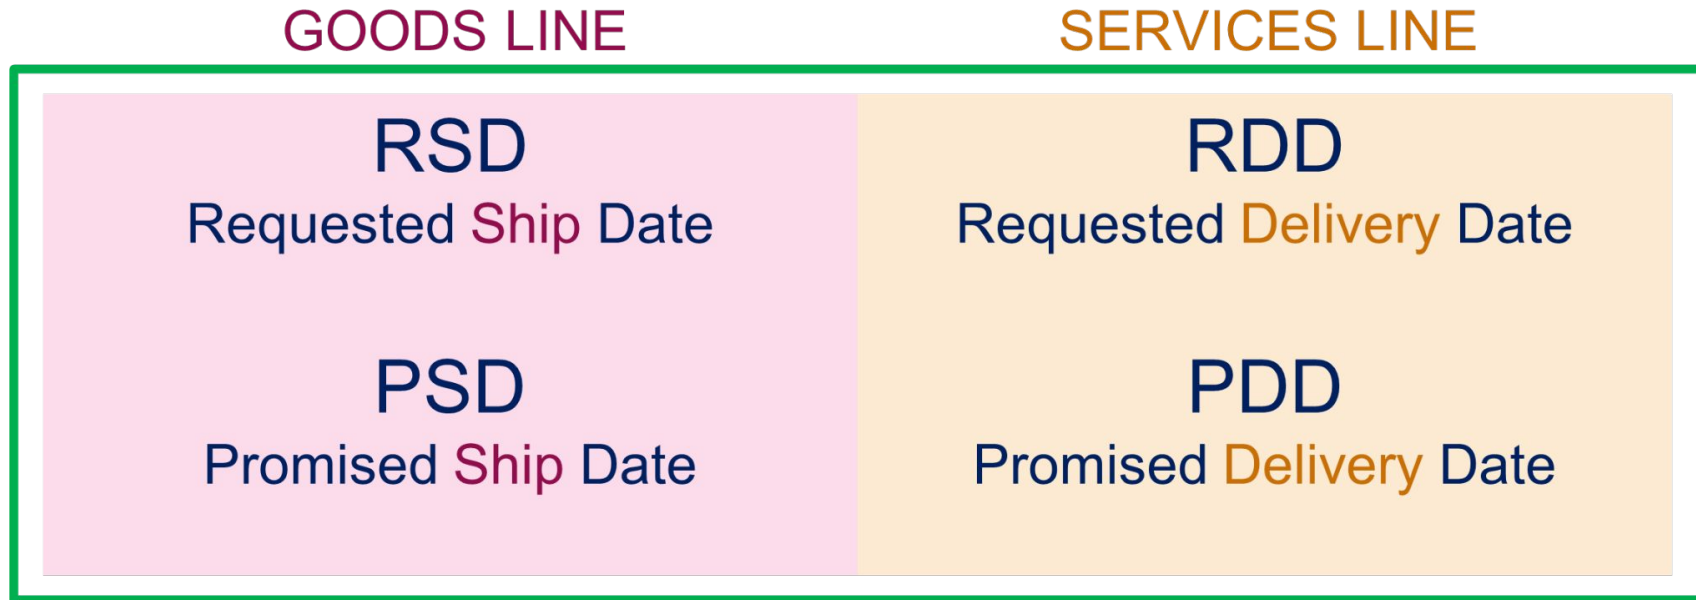 GOODS LINE
SERVICES LINE
RSD
Requested Ship Date
PSD
Promised Ship Date
RDD
Requested Delivery Date
PDD
Promised Delivery Date